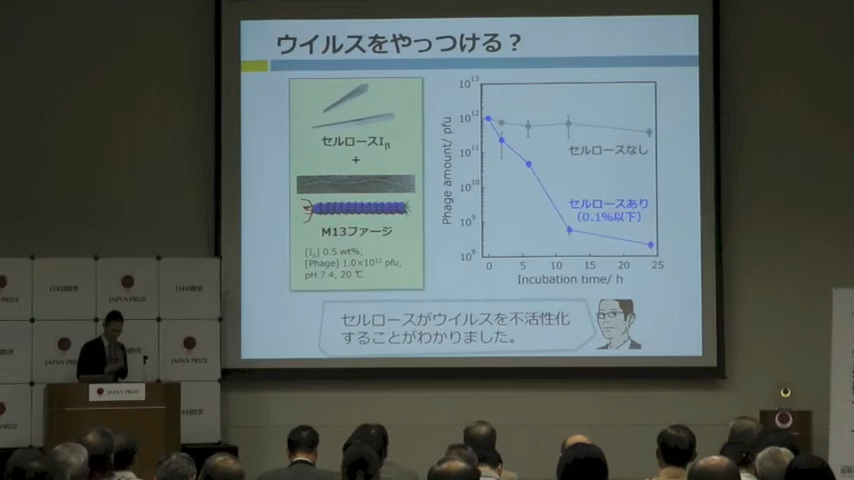 ウイルスをやっつける？
セルロースIβ
+
M13ファージ
[Iβ] 0.5 wt%,
[Phage] 1.0×10¹² pfu,
pH 7.4, 20 ℃
Phage amount/ pfu
10¹³
10¹²
10¹¹
10¹⁰
10⁹
10⁸
0 5 10 15 20 25
Incubation time/ h
セルロースなし
セルロースあり
（0.1%以下）
セルロースがウイルスを不活性化
することがわかりました。
JAPAN PRIZE
JAPAN PRIZE